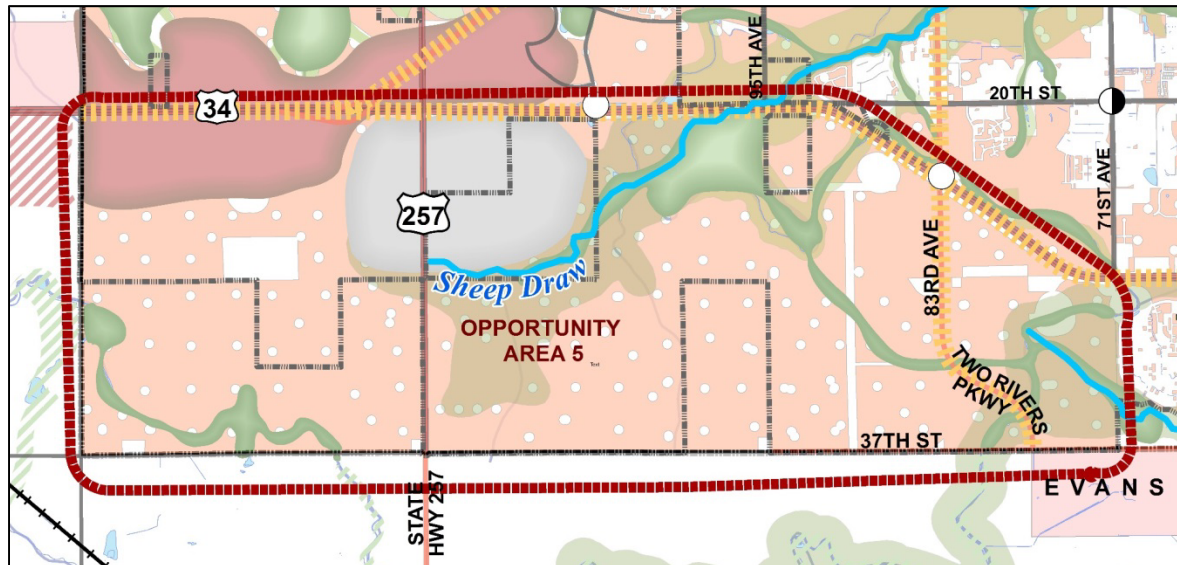 34
95TH AVE
20TH ST
71ST AVE
257
Sheep Draw
83RD AVE
OPPORTUNITY
AREA 5
Text
TWO RIVERS
PKWY
37TH ST
STATE
HWY 257
EVANS